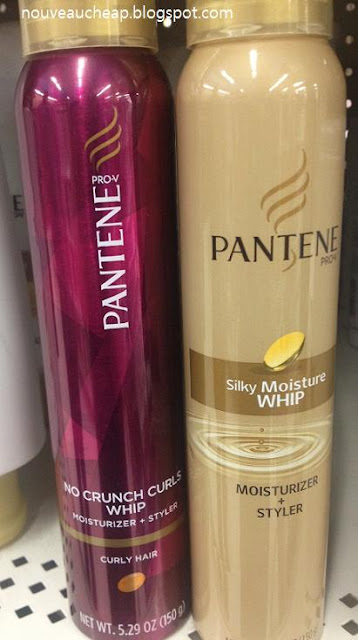 nouveaucheap.blogspot.com
PRO-V
PANTENE
NO CRUNCH CURLS
WHIP
MOISTURIZER + STYLER
CURLY HAIR
NET WT. 5.29 OZ (150 g)
PANTENE
PRO-V
Silky Moisture
WHIP
MOISTURIZER
+
STYLER